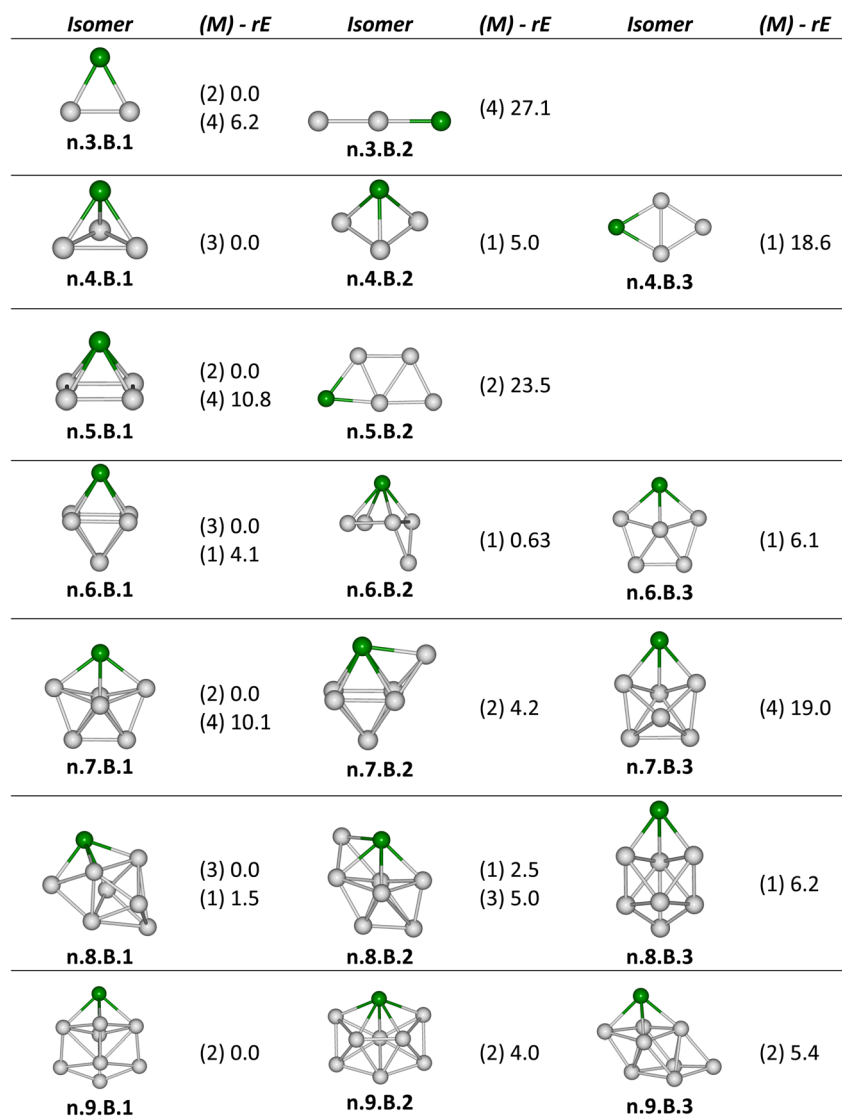 Isomer (M) - rE Isomer (M) - rE Isomer (M) - rE
(2) 0.0
(4) 6.2
n.3.B.1
(4) 27.1
n.3.B.2
(3) 0.0
n.4.B.1
(1) 5.0
n.4.B.2
(1) 18.6
n.4.B.3
(2) 0.0
(4) 10.8
n.5.B.1
(2) 23.5
n.5.B.2
(3) 0.0
(1) 4.1
n.6.B.1
(1) 0.63
n.6.B.2
(1) 6.1
n.6.B.3
(2) 0.0
(4) 10.1
n.7.B.1
(2) 4.2
n.7.B.2
(4) 19.0
n.7.B.3
(3) 0.0
(1) 1.5
n.8.B.1
(1) 2.5
(3) 5.0
n.8.B.2
(1) 6.2
n.8.B.3
(2) 0.0
n.9.B.1
(2) 4.0
n.9.B.2
(2) 5.4
n.9.B.3